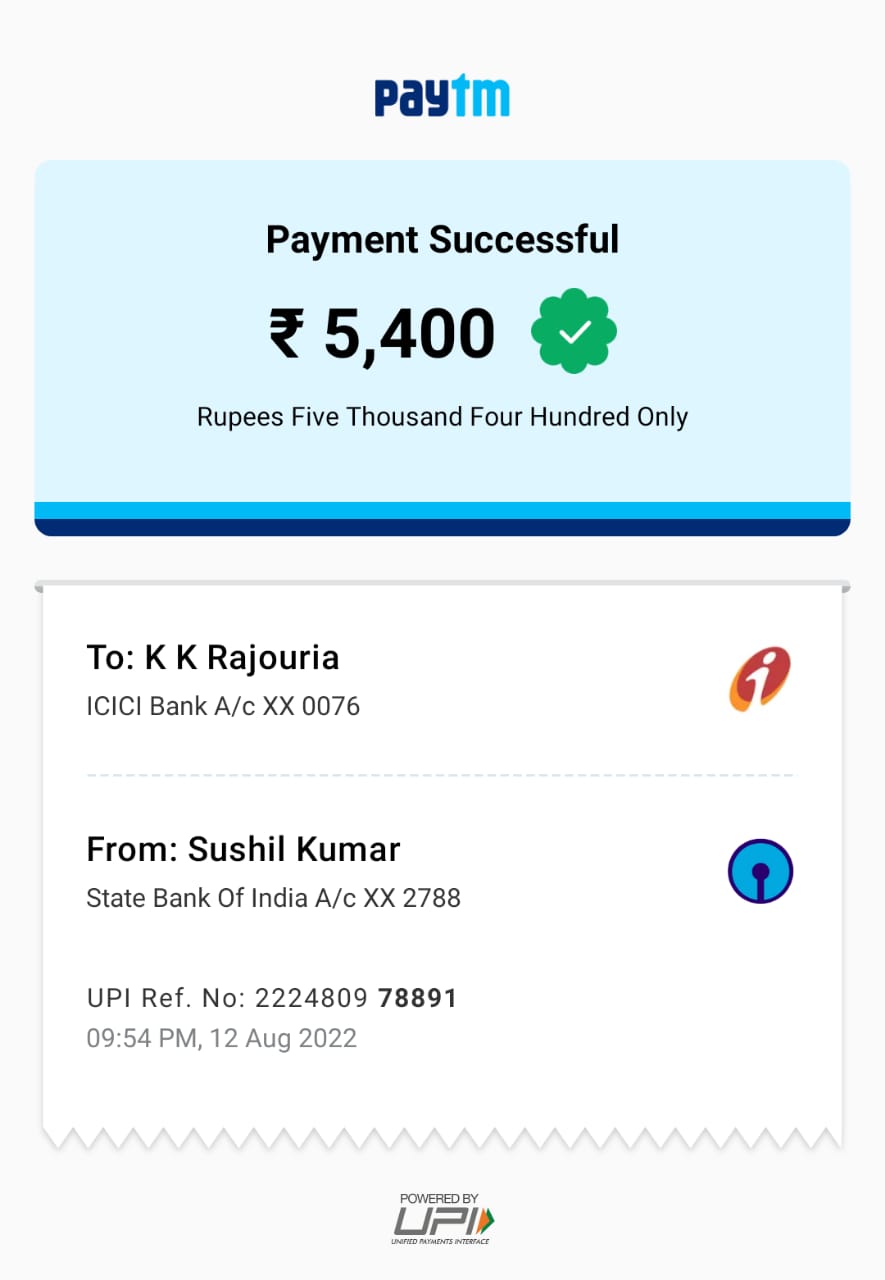 paytm
Payment Successful
₹ 5,400
Rupees Five Thousand Four Hundred Only
To: K K Rajouria
ICICI Bank A/c XX 0076
From: Sushil Kumar
State Bank Of India A/c XX 2788
UPI Ref. No: 2224809 78891
09:54 PM, 12 Aug 2022
POWERED BY
UPI
UNIFIED PAYMENTS INTERFACE